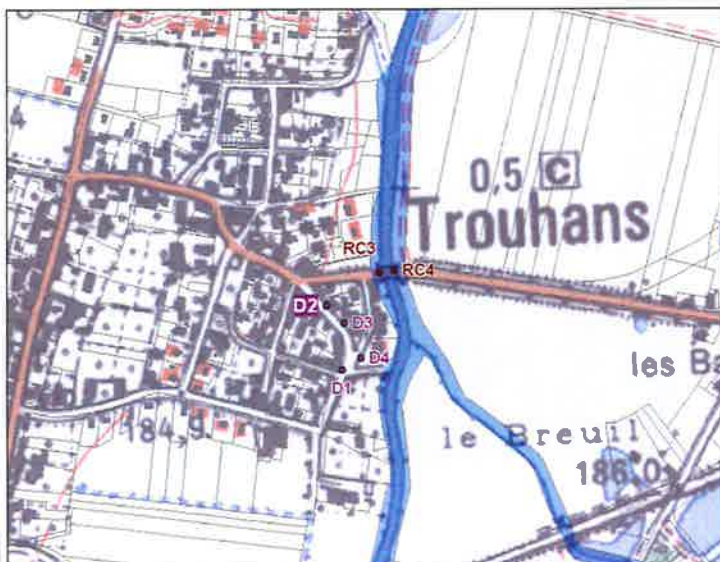 0,5 C
Trouhans
RC3
RC4
D2
D3
D4
D1
les B
184,9
le Breuil
186,0